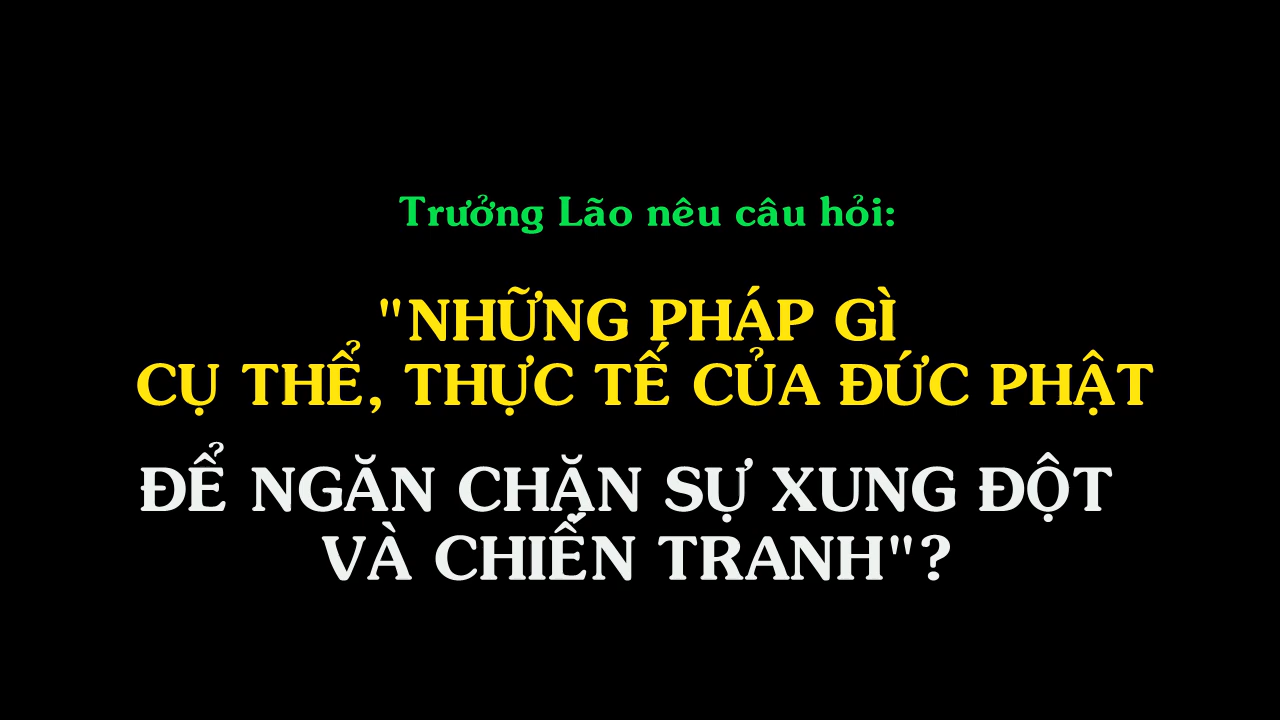 Trưởng Lão nêu câu hỏi:
"NHỮNG PHÁP GÌ
CỤ THỂ, THỰC TẾ CỦA ĐỨC PHẬT
ĐỂ NGĂN CHẶN SỰ XUNG ĐỘT
VÀ CHIẾN TRANH"?